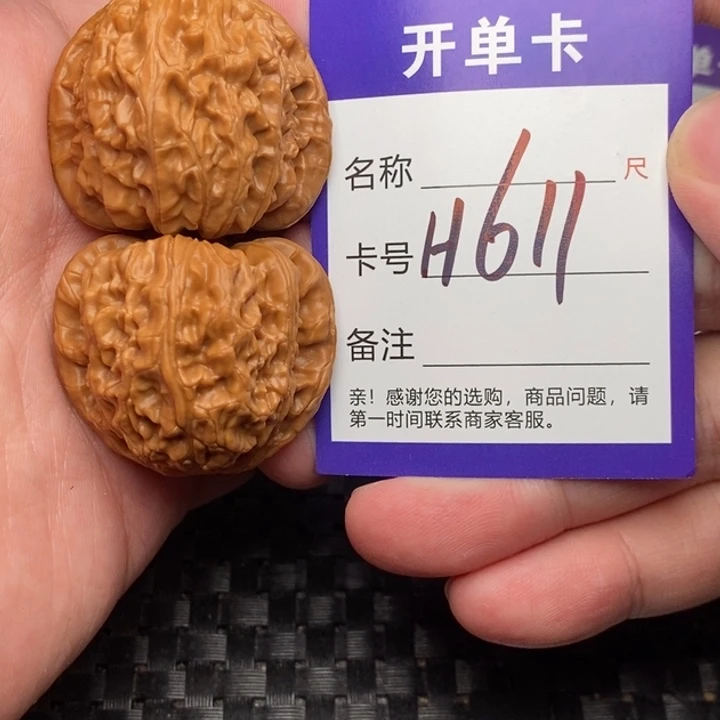 开单卡
名称 尺
卡号 H611
备注
亲！感谢您的选购，商品问题，请
第一时间联系商家客服。